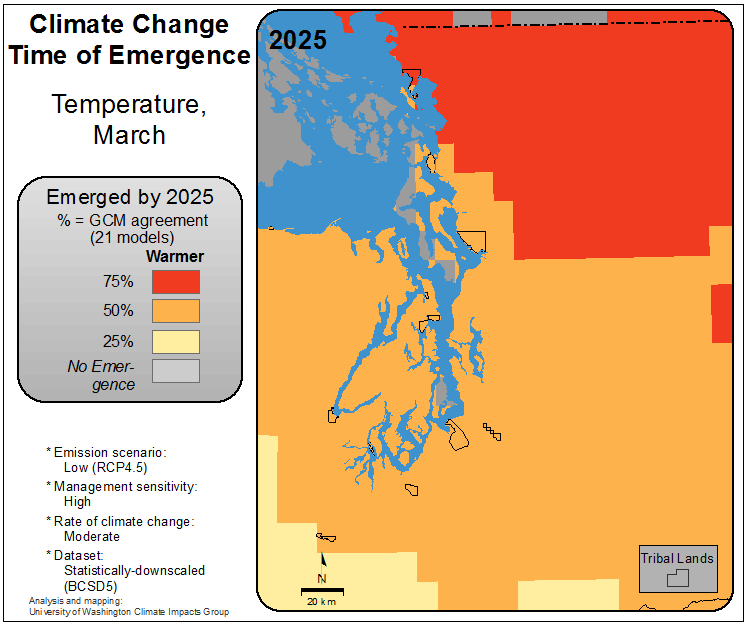 Climate Change
Time of Emergence
Temperature,
March
Emerged by 2025
% = GCM agreement
(21 models)
Warmer
75%
50%
25%
No Emer-
gence
* Emission scenario:
Low (RCP4.5)
* Management sensitivity:
High
* Rate of climate change:
Moderate
* Dataset:
Statistically-downscaled
(BCSD5)
Analysis and mapping:
University of Washington Climate Impacts Group
2025
N
20 km
Tribal Lands